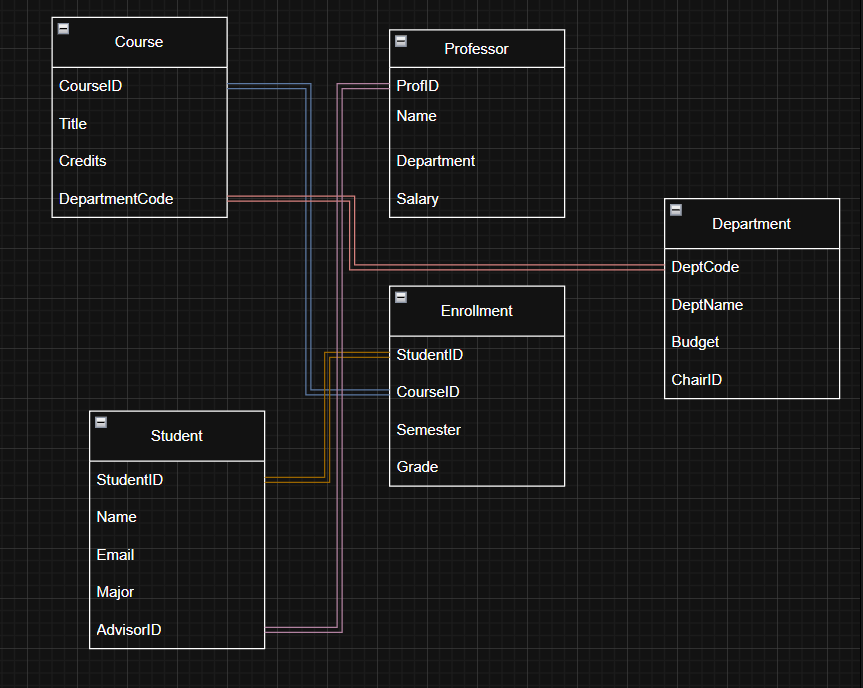 Course
CourseID
Title
Credits
DepartmentCode
Professor
ProfID
Name
Department
Salary
Department
DeptCode
DeptName
Budget
ChairID
Enrollment
StudentID
CourseID
Semester
Grade
Student
StudentID
Name
Email
Major
AdvisorID